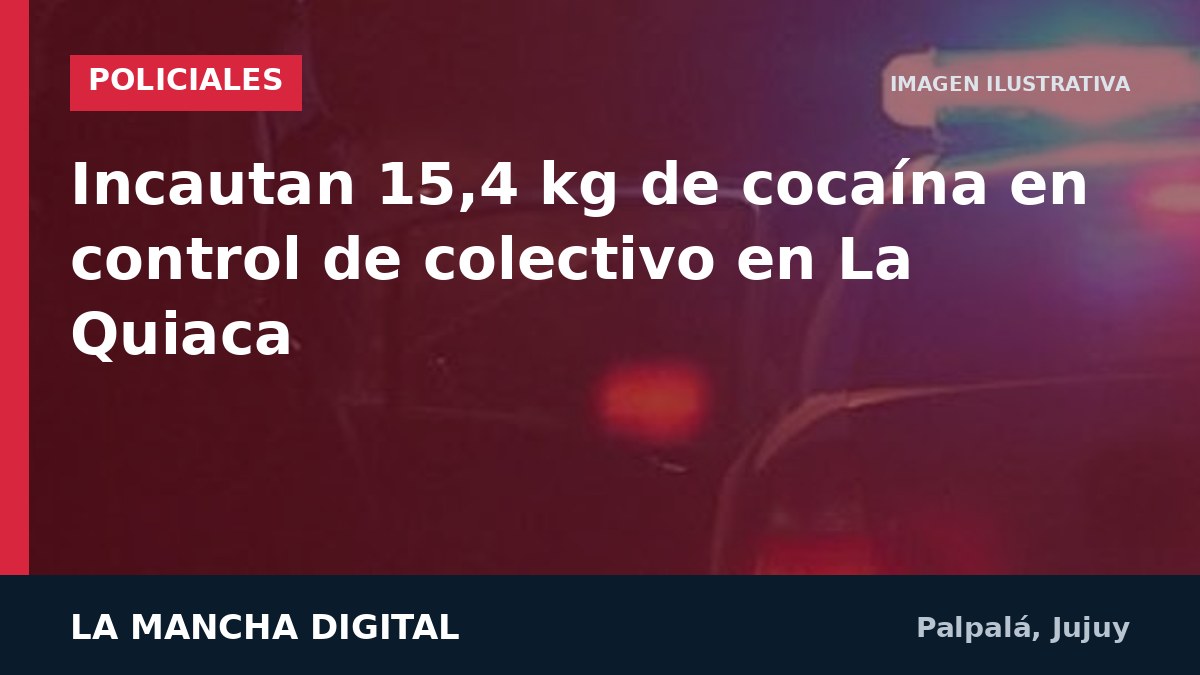 POLICIALES
IMAGEN ILUSTRATIVA
Incautan 15,4 kg de cocaína en
control de colectivo en La
Quiaca
LA MANCHA DIGITAL
Palpalá, Jujuy